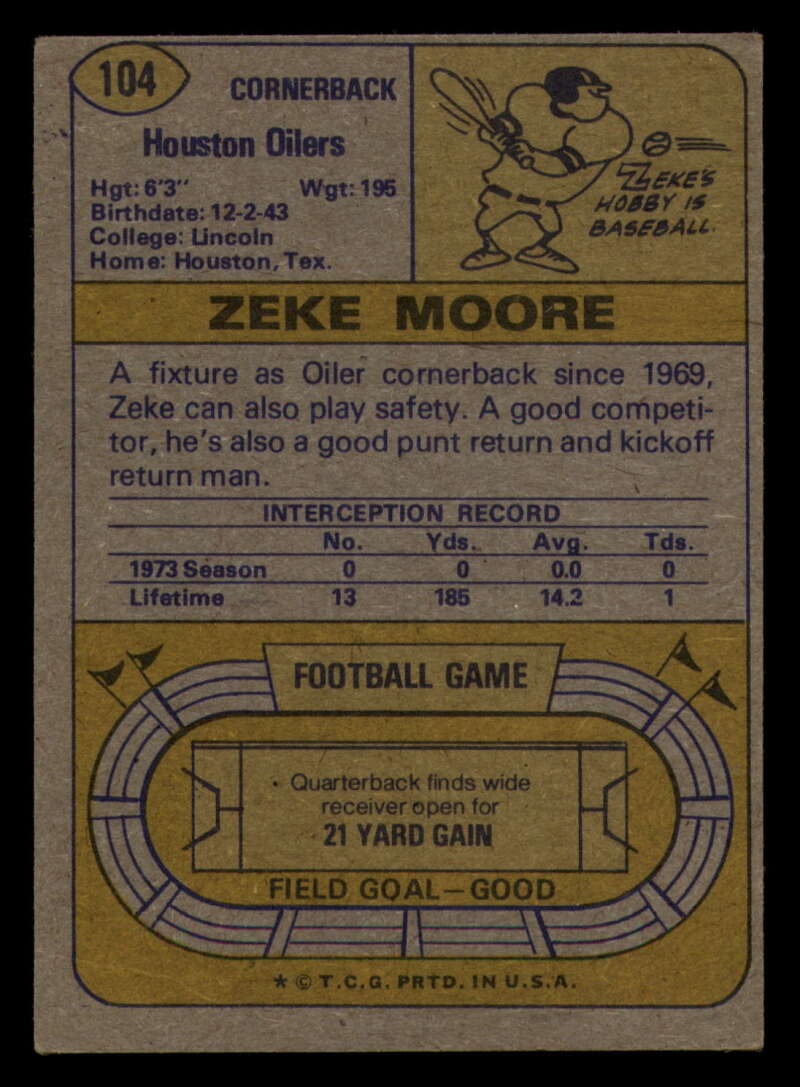 104
CORNERBACK
Houston Oilers
Hgt: 6'3" Wgt: 195
Birthdate: 12-2-43
College: Lincoln
Home: Houston, Tex.
ZEKE'S
HOBBY IS
BASEBALL.
ZEKE MOORE
A fixture as Oiler cornerback since 1969,
Zeke can also play safety. A good competi-
tor, he's also a good punt return and kickoff
return man.
INTERCEPTION RECORD
No. Yds. Avg. Tds.
1973 Season 0 0 0.0 0
Lifetime 13 185 14.2 1
FOOTBALL GAME
Quarterback finds wide
receiver open for
21 YARD GAIN
FIELD GOAL—GOOD
* © T.C.G. PRTD. IN U.S.A.